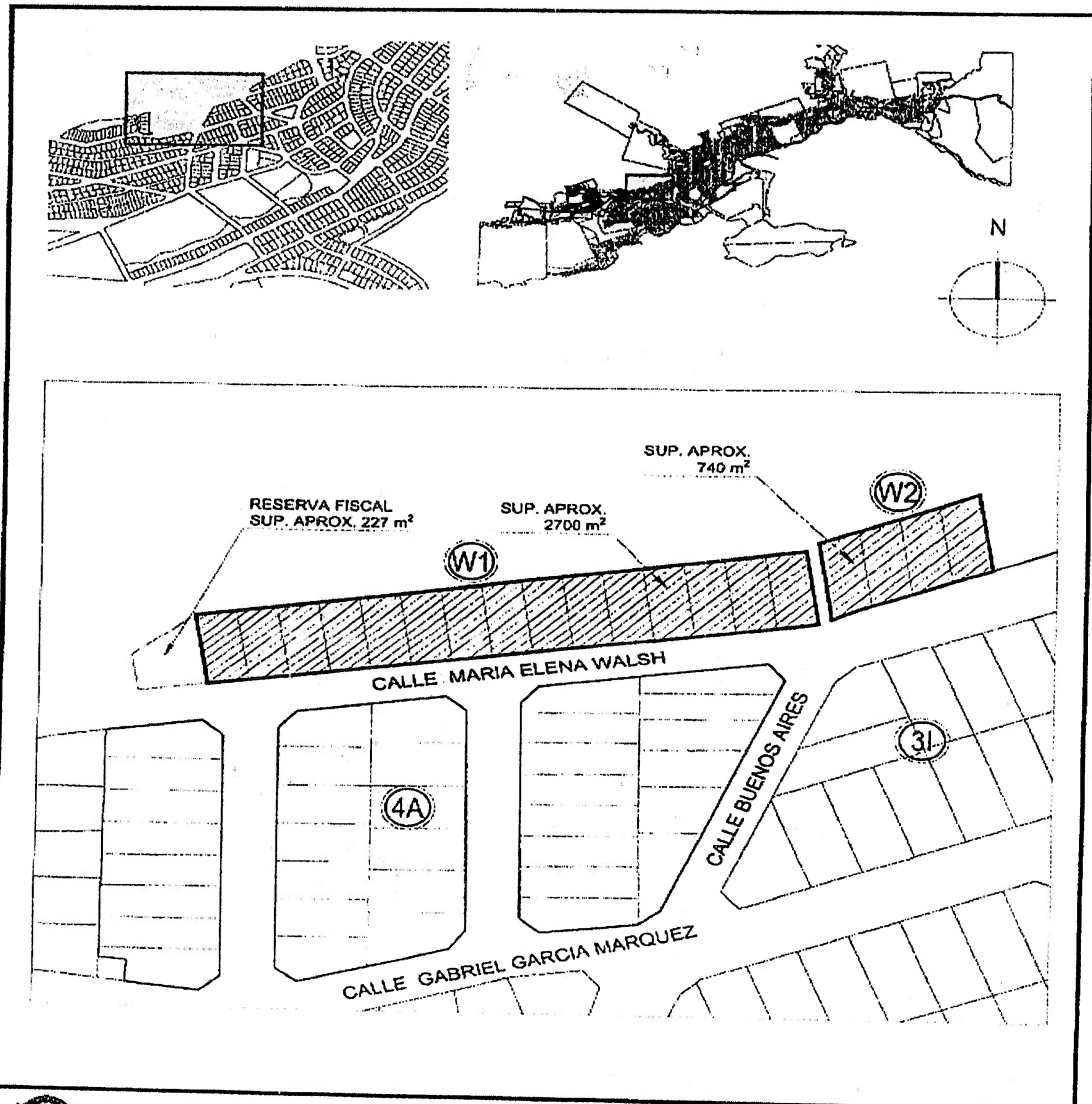 N
SUP. APROX.
740 m²
W2
RESERVA FISCAL
SUP. APROX. 227 m²
SUP. APROX.
2700 m²
W1
CALLE MARIA ELENA WALSH
CALLE BUENOS AIRES
3I
4A
CALLE GABRIEL GARCIA MARQUEZ